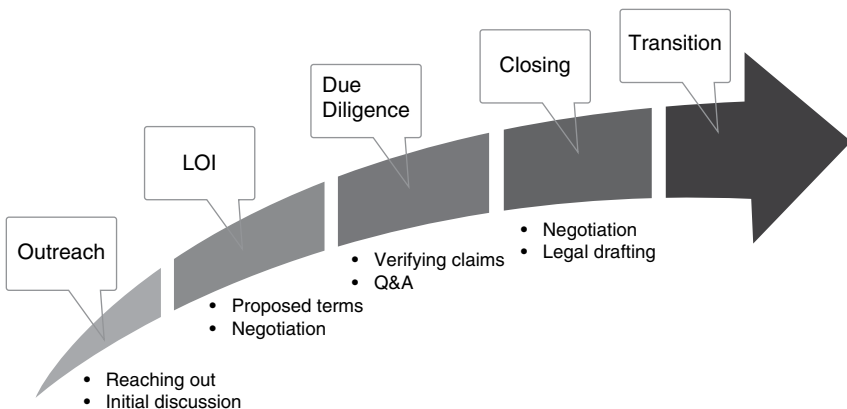 Outreach
• Reaching out
• Initial discussion
LOI
• Proposed terms
• Negotiation
Due
Diligence
• Verifying claims
• Q&A
Closing
• Negotiation
• Legal drafting
Transition